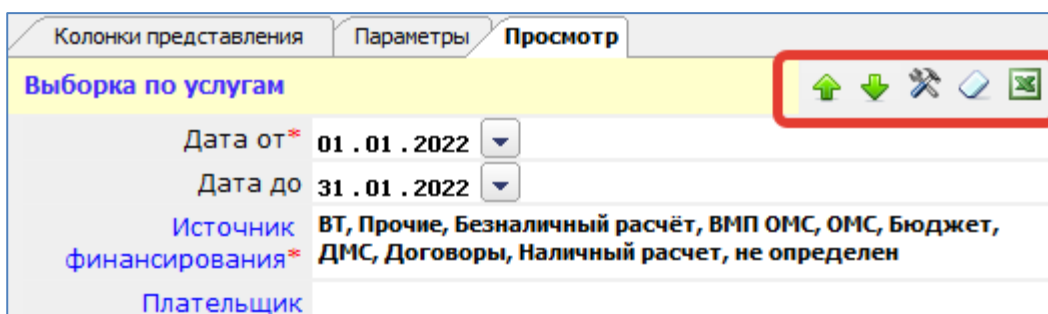 Колонки представления Параметры Просмотр
Выборка по услугам
Дата от* 01.01.2022
Дата до 31.01.2022
Источник финансирования* ВТ, Прочие, Безналичный расчёт, ВМП ОМС, ОМС, Бюджет,
ДМС, Договоры, Наличный расчет, не определен
Плательщик